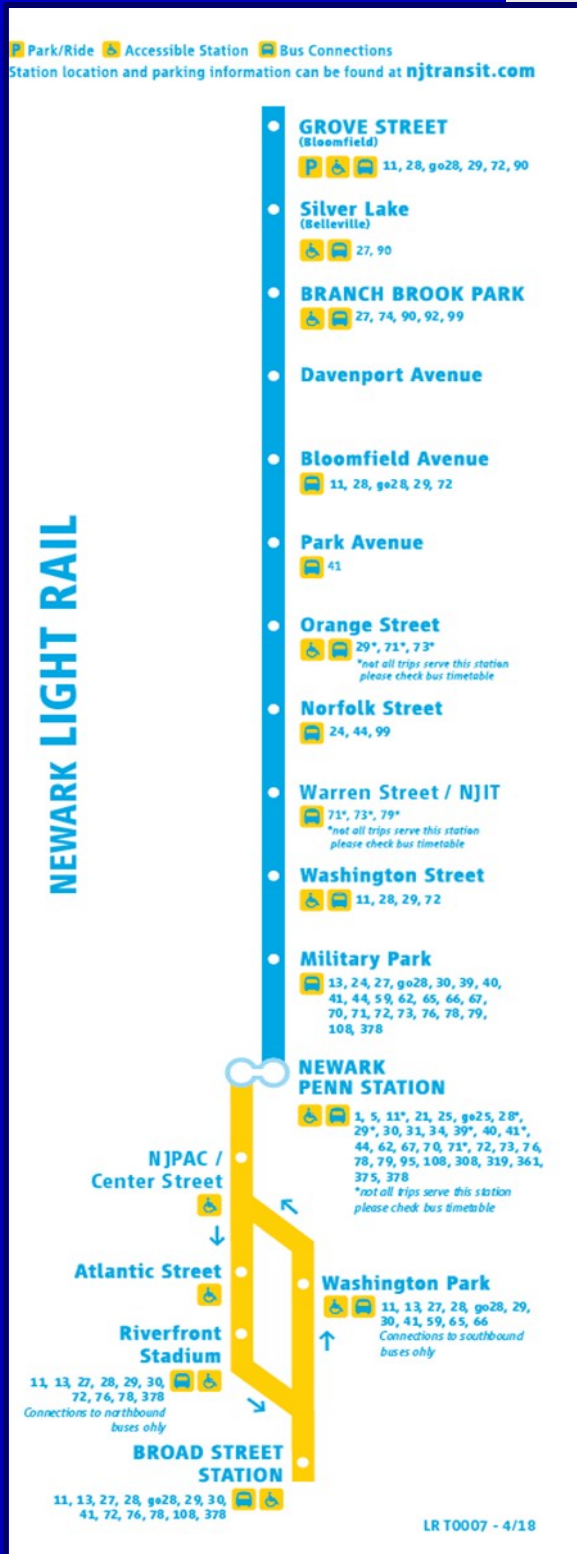 P Park/Ride Accessible Station Bus Connections
Station location and parking information can be found at njtransit.com
GROVE STREET
(Bloomfield)
P 11, 28, go28, 29, 72, 90
Silver Lake
(Belleville)
27, 90
BRANCH BROOK PARK
27, 74, 90, 92, 99
Davenport Avenue
Bloomfield Avenue
11, 28, go28, 29, 72
Park Avenue
41
Orange Street
29*, 71*, 73*
*not all trips serve this station
please check bus timetable
Norfolk Street
24, 44, 99
Warren Street / NJIT
71*, 73*, 79*
*not all trips serve this station
please check bus timetable
Washington Street
11, 28, 29, 72
Military Park
13, 24, 27, go28, 30, 39, 40,
41, 44, 59, 62, 65, 66, 67,
70, 71, 72, 73, 76, 78, 79,
108, 378
NEWARK LIGHT RAIL
NEWARK
PENN STATION
1, 5, 11*, 21, 25, go25, 28*,
29*, 30, 31, 34, 39*, 40, 41*,
44, 62, 67, 70, 71*, 72, 73, 76,
78, 79, 95, 108, 308, 319, 361,
375, 378
*not all trips serve this station
please check bus timetable
NJPAC /
Center Street
Atlantic Street
Washington Park
11, 13, 27, 28, go28, 29,
30, 41, 59, 65, 66
Connections to southbound
buses only
Riverfront
Stadium
11, 13, 27, 28, 29, 30,
72, 76, 78, 378
Connections to northbound
buses only
BROAD STREET
STATION
11, 13, 27, 28, go28, 29, 30,
41, 72, 76, 78, 108, 378
LRT0007 - 4/18